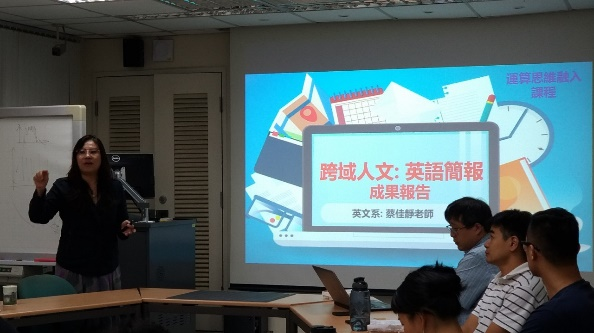 運算思維融入
課程
跨域人文: 英語簡報
成果報告
英文系: 蔡佳靜老師
DELL